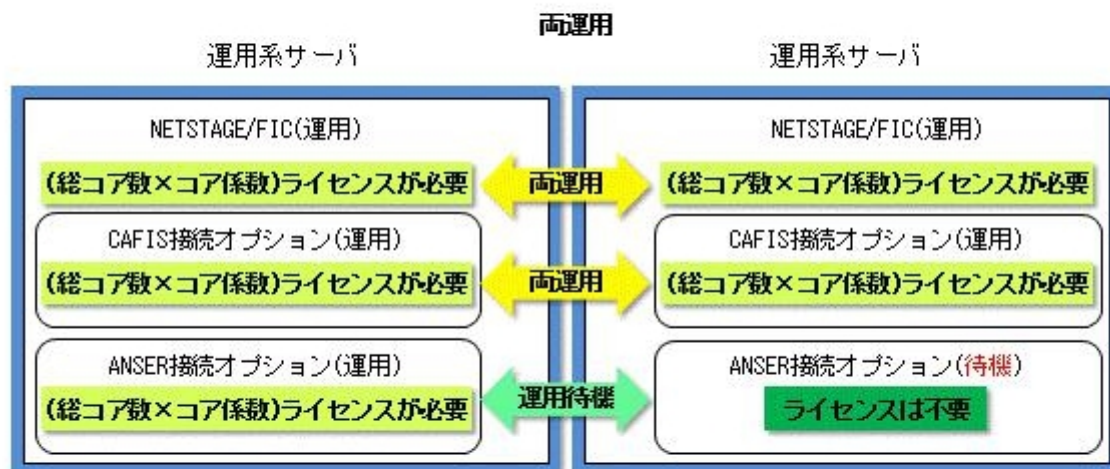 両運用
運用系サーバ
運用系サーバ
NETSTAGE/FIC(運用)
(総コア数×コア係数)ライセンスが必要
CAFIS接続オプション(運用)
(総コア数×コア係数)ライセンスが必要
ANSER接続オプション(運用)
(総コア数×コア係数)ライセンスが必要
両運用
両運用
運用待機
NETSTAGE/FIC(運用)
(総コア数×コア係数)ライセンスが必要
CAFIS接続オプション(運用)
(総コア数×コア係数)ライセンスが必要
ANSER接続オプション(待機)
ライセンスは不要